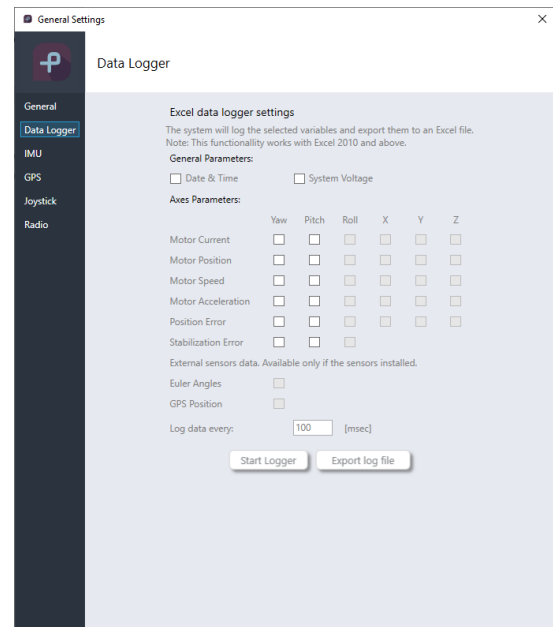 General Settings
Data Logger
General
Data Logger
IMU
GPS
Joystick
Radio
Excel data logger settings
The system will log the selected variables and export them to an Excel file.
Note: This functionallity works with Excel 2010 and above.
General Parameters:
Date & Time System Voltage
Axes Parameters:
Yaw Pitch Roll X Y Z
Motor Current
Motor Position
Motor Speed
Motor Acceleration
Position Error
Stabilization Error
External sensors data. Available only if the sensors installed.
Euler Angles
GPS Position
Log data every: 100 [msec]
Start Logger Export log file